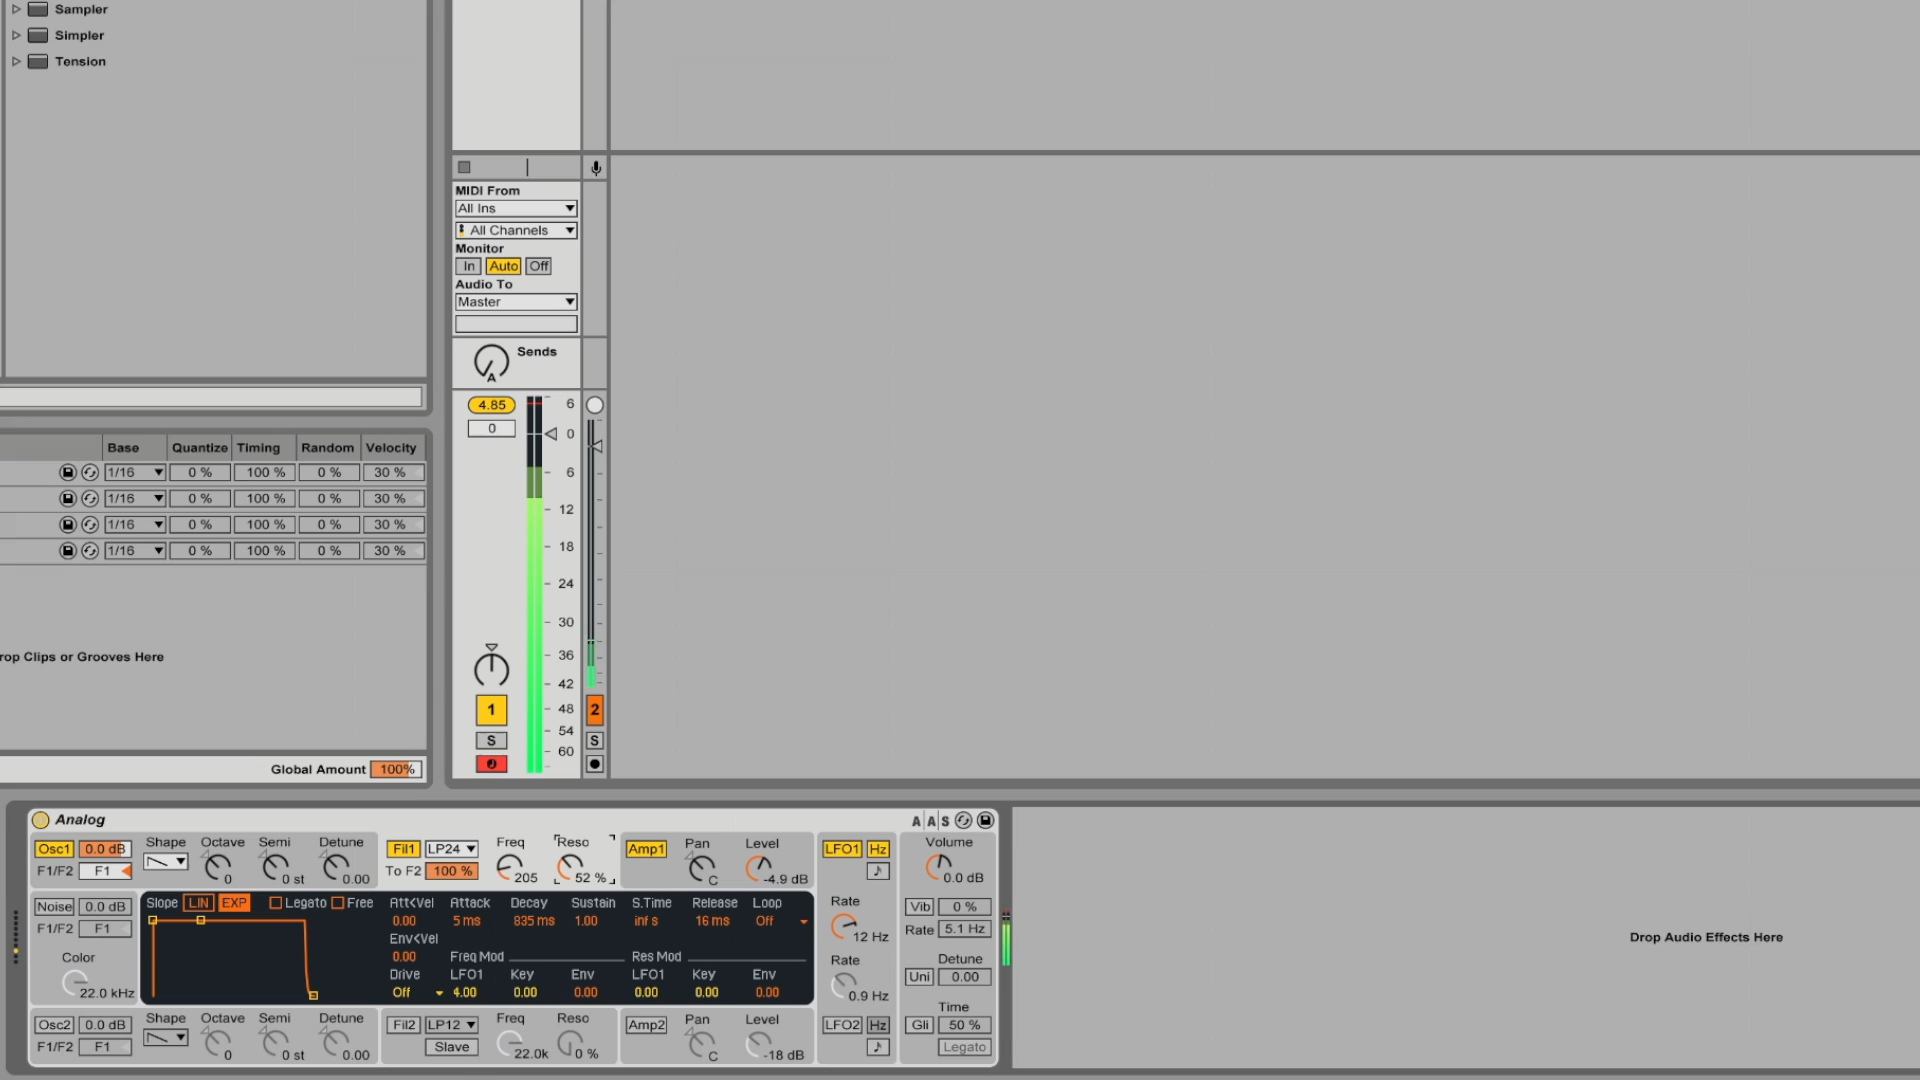 Sampler
Simpler
Tension
MIDI From
All Ins
All Channels
Monitor
In Auto Off
Audio To
Master
Sends
A
4.85 6
0 0
6
12
18
24
30
36
42
48
54
60
1 2
S S
Base Quantize Timing Random Velocity
1/16 0 % 100 % 0 % 30 %
1/16 0 % 100 % 0 % 30 %
1/16 0 % 100 % 0 % 30 %
1/16 0 % 100 % 0 % 30 %
rop Clips or Grooves Here
Global Amount 100%
Analog A A S
Osc1 0.0 dB Shape Octave Semi Detune Fil1 LP24 Freq Reso Amp1 Pan Level LFO1 Hz Volume
F1/F2 F1 0 0 st 0.00 To F2 100 % 205 52 % C -4.9 dB 0.0 dB
Noise 0.0 dB Slope LIN EXP Legato Free Att<Vel Attack Decay Sustain S.Time Release Loop Rate Vib 0 %
F1/F2 F1 0.00 5 ms 835 ms 1.00 inf s 16 ms Off 12 Hz Rate 5.1 Hz
Env<Vel
Color 0.00 Freq Mod Res Mod Rate Detune
Drive LFO1 Key Env LFO1 Key Env Uni 0.00
22.0 kHz Off 4.00 0.00 0.00 0.00 0.00 0.00 0.9 Hz Time
Osc2 0.0 dB Shape Octave Semi Detune Fil2 LP12 Freq Reso Amp2 Pan Level LFO2 Hz Gli 50 %
F1/F2 F1 0 0 st 0.00 Slave 22.0k 0 % C -18 dB Legato
Drop Audio Effects Here